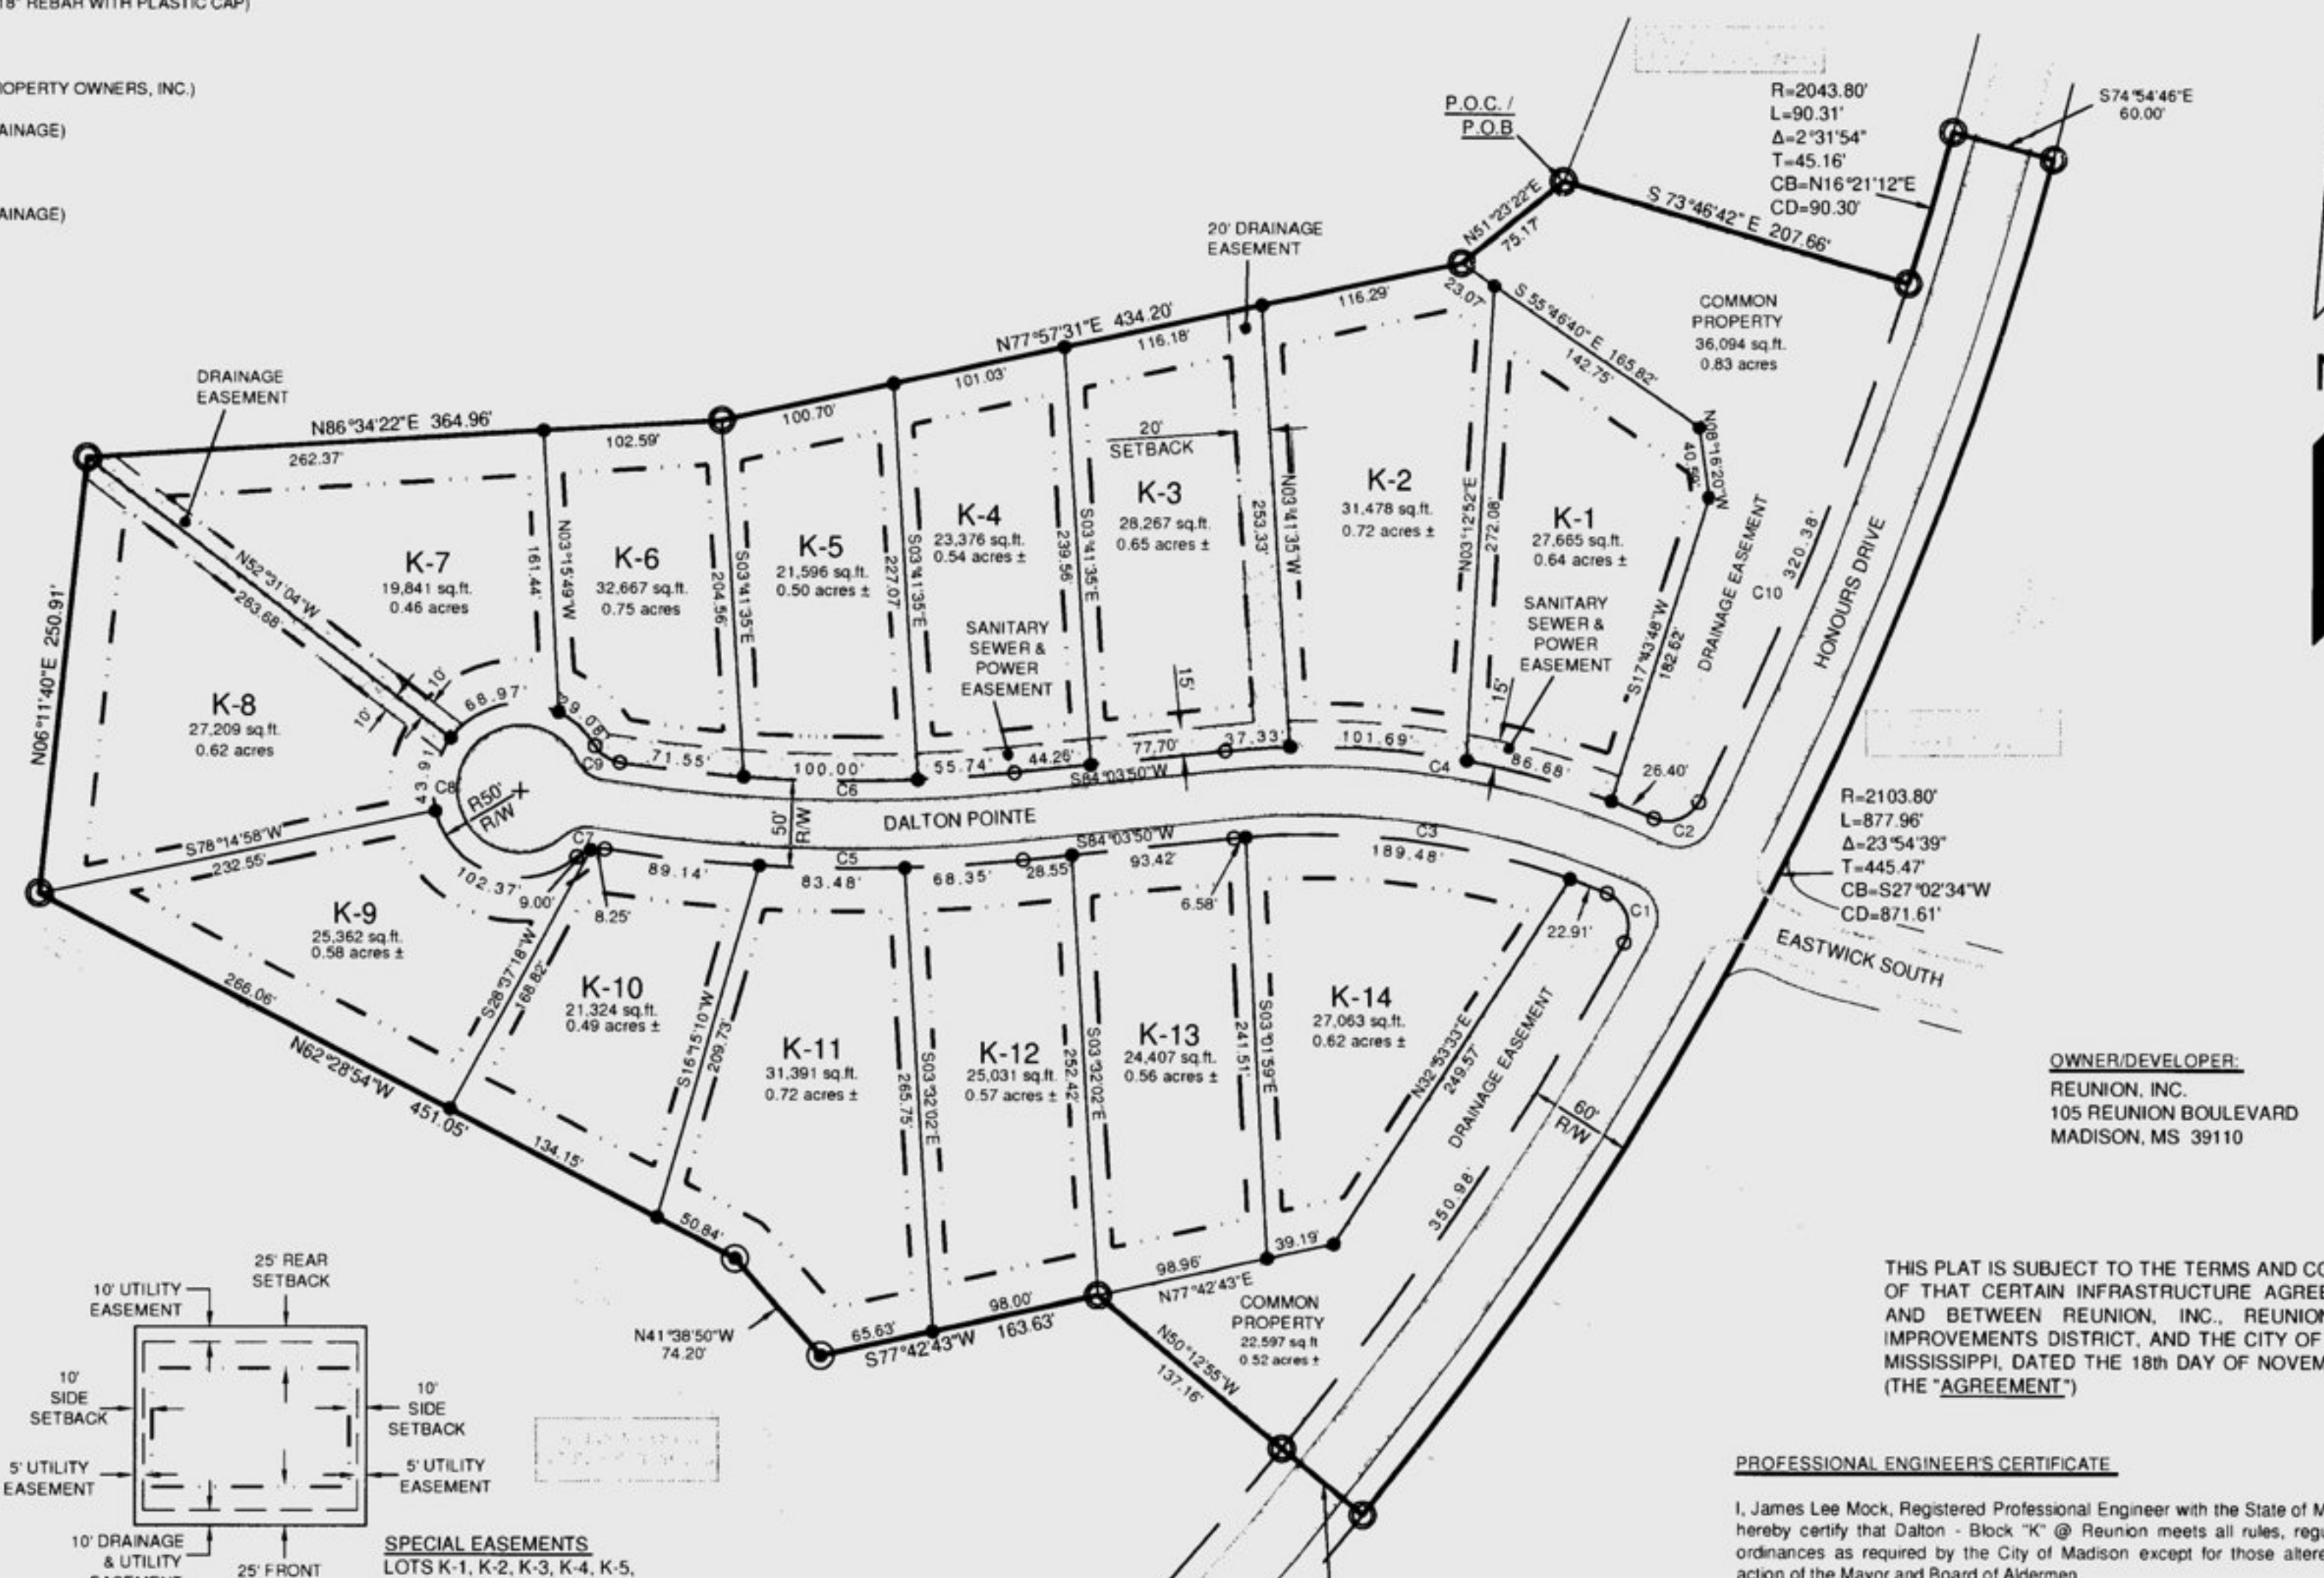 18" REBAR WITH PLASTIC CAP)
OPERTY OWNERS, INC.)
AINAGE)
AINAGE)
P.O.C. /
P.O.B
R=2043.80'
L=90.31'
Δ=2°31'54"
T=45.16'
CB=N16°21'12"E
CD=90.30'
S74°54'46"E
60.00'
N51°23'22"E
75.17'
S 73°46'42" E 207.66'
20' DRAINAGE
EASEMENT
116.29'
23.07'
S 55°46'40" E 165.82'
142.75'
COMMON
PROPERTY
36,094 sq.ft.
0.83 acres
N77°57'31"E 434.20'
116.18'
101.03'
100.70'
DRAINAGE
EASEMENT
N86°34'22"E 364.96'
262.37'
102.59'
20'
SETBACK
N08°16'20"W
40.59'
K-7
19,841 sq.ft.
0.46 acres
K-6
32,667 sq.ft.
0.75 acres
K-5
21,596 sq.ft.
0.50 acres ±
K-4
23,376 sq.ft.
0.54 acres ±
K-3
28,267 sq.ft.
0.65 acres ±
K-2
31,478 sq.ft.
0.72 acres ±
K-1
27,665 sq.ft.
0.64 acres ±
N52°31'04"W
263.68'
161.44'
N03°15'49"W
204.56'
S03°41'35"E
227.07'
S03°41'35"E
239.56'
S03°41'35"E
253.33'
N03°41'35"W
N03°12'52"E
272.08'
S17°43'48"W
182.62'
DRAINAGE EASEMENT
C10 320.38'
HONOURS DRIVE
SANITARY
SEWER &
POWER
EASEMENT
SANITARY
SEWER &
POWER
EASEMENT
15'
15'
N06°11'40"E 250.91'
K-8
27,209 sq.ft.
0.62 acres
10'
10'
68.97'
39.08'
43.91'
C8
C9
71.55'
100.00'
C6
55.74'
44.26'
77.70'
S84°03'50"W
37.33'
101.69'
C4
86.68'
26.40'
C2
R50'
R/W
50'
R/W
DALTON POINTE
S78°14'58"W
232.55'
102.37'
C7
9.00'
8.25'
89.14'
C5
83.48'
68.35'
28.55'
S84°03'50"W
93.42'
6.58'
C3
189.48'
22.91'
C1
R=2103.80'
L=877.96'
Δ=23°54'39"
T=445.47'
CB=S27°02'34"W
CD=871.61'
EASTWICK SOUTH
K-9
25,362 sq.ft.
0.58 acres ±
K-10
21,324 sq.ft.
0.49 acres ±
K-11
31,391 sq.ft.
0.72 acres ±
K-12
25,031 sq.ft.
0.57 acres ±
K-13
24,407 sq.ft.
0.56 acres ±
K-14
27,063 sq.ft.
0.62 acres ±
S28°37'18"W
168.82'
S16°15'10"W
209.73'
265.75'
S03°32'02"E
252.42'
S03°32'02"E
241.51'
S03°01'59"E
N32°53'33"E
249.57'
DRAINAGE EASEMENT
350.98'
60'
R/W
266.06'
N62°28'54"W
451.05'
134.15'
50.84'
N41°38'50"W
74.20'
65.63'
98.00'
S77°42'43"W 163.63'
98.96'
39.19'
N77°42'43"E
COMMON
PROPERTY
22,597 sq ft
0.52 acres ±
N50°12'55"W
137.16'
OWNER/DEVELOPER:
REUNION, INC.
105 REUNION BOULEVARD
MADISON, MS 39110
THIS PLAT IS SUBJECT TO THE TERMS AND CO
OF THAT CERTAIN INFRASTRUCTURE AGREE
AND BETWEEN REUNION, INC., REUNION
IMPROVEMENTS DISTRICT, AND THE CITY OF
MISSISSIPPI, DATED THE 18th DAY OF NOVEM
(THE "AGREEMENT")
PROFESSIONAL ENGINEER'S CERTIFICATE
I, James Lee Mock, Registered Professional Engineer with the State of M
hereby certify that Dalton - Block "K" @ Reunion meets all rules, regu
ordinances as required by the City of Madison except for those altere
action of the Mayor and Board of Aldermen
10' UTILITY
EASEMENT
25' REAR
SETBACK
10'
SIDE
SETBACK
10'
SIDE
SETBACK
5' UTILITY
EASEMENT
5' UTILITY
EASEMENT
10' DRAINAGE
& UTILITY
EASEMENT
25' FRONT
SPECIAL EASEMENTS
LOTS K-1, K-2, K-3, K-4, K-5,